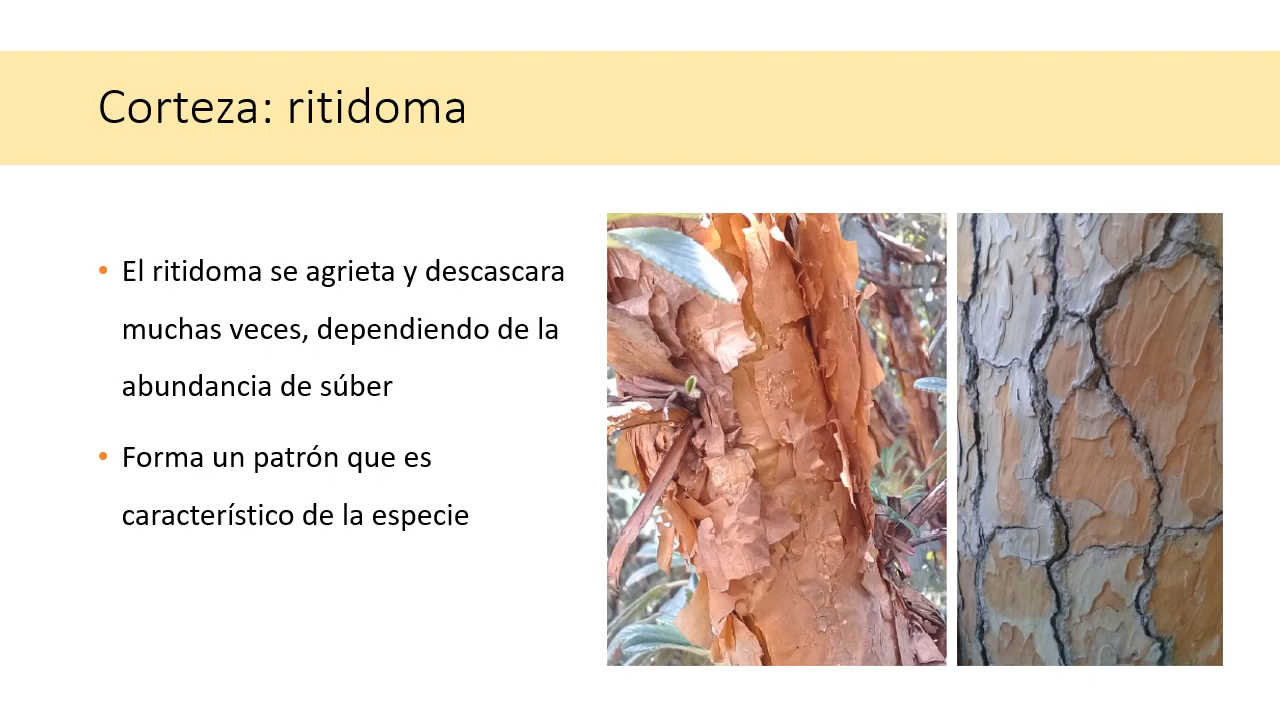 Corteza: ritidoma
• El ritidoma se agrieta y descascara
muchas veces, dependiendo de la
abundancia de súber
• Forma un patrón que es
característico de la especie